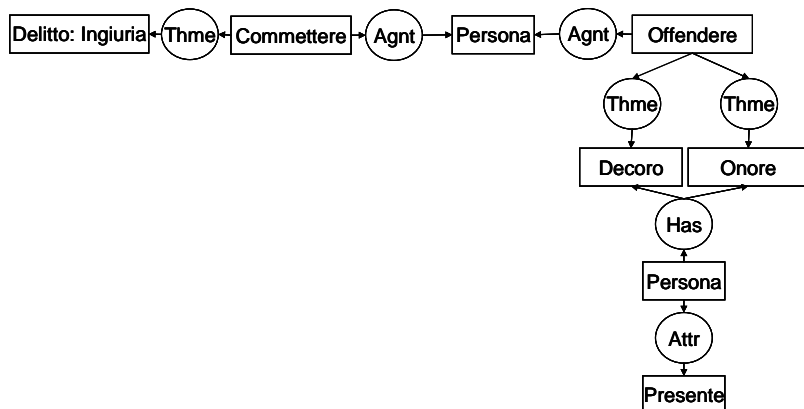 Delitto: Ingiuria Thme Commettere Agnt Persona Agnt Offendere
Thme Thme
Decoro Onore
Has
Persona
Attr
Presente